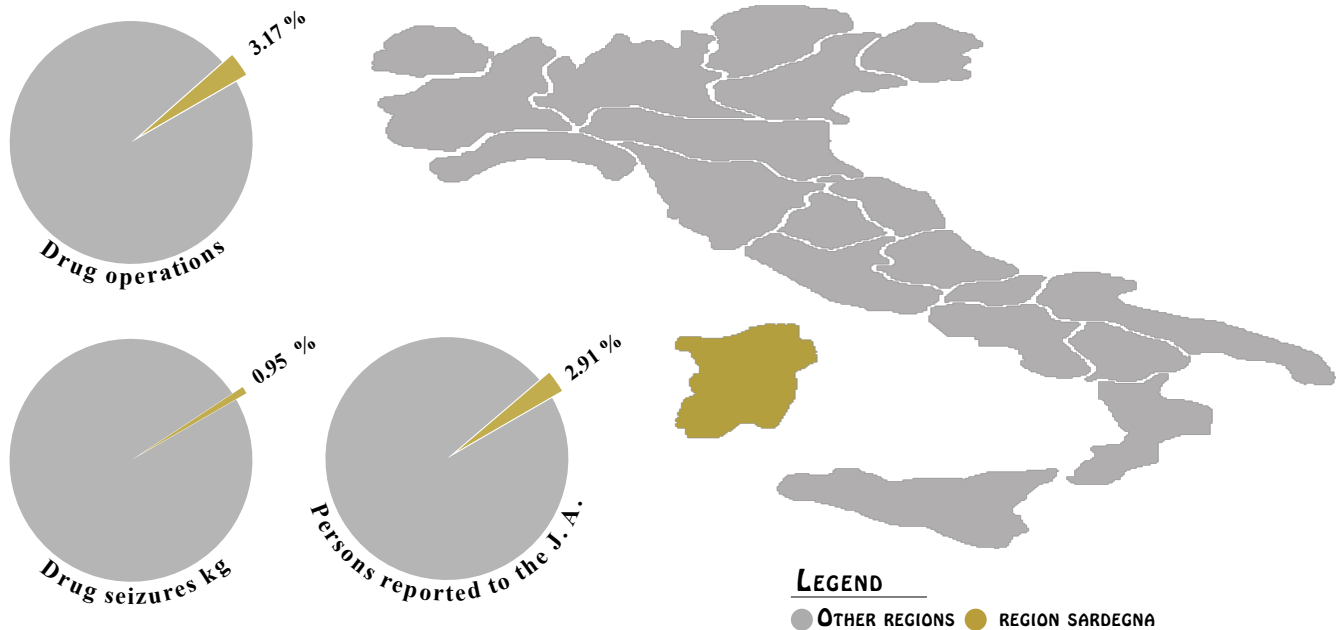 3.17 %
Drug operations
0.95 %
Drug seizures kg
2.91 %
Persons reported to the J. A.
LEGEND
OTHER REGIONS
REGION SARDEGNA